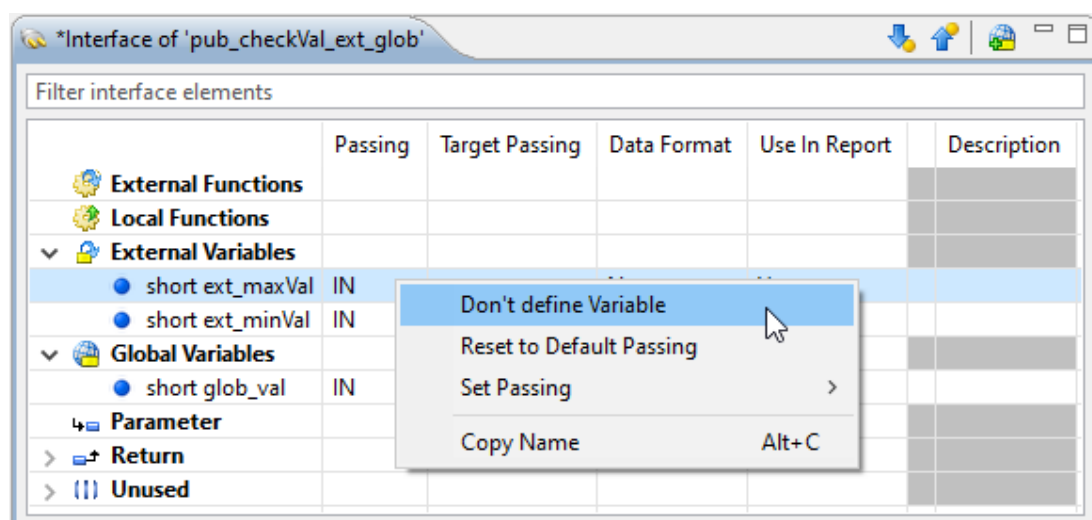 *Interface of 'pub_checkVal_ext_glob'
Filter interface elements
Passing Target Passing Data Format Use In Report Description
External Functions
Local Functions
External Variables
short ext_maxVal IN
short ext_minVal IN
Global Variables
short glob_val IN
Parameter
Return
Unused
Don't define Variable
Reset to Default Passing
Set Passing
Copy Name Alt+C